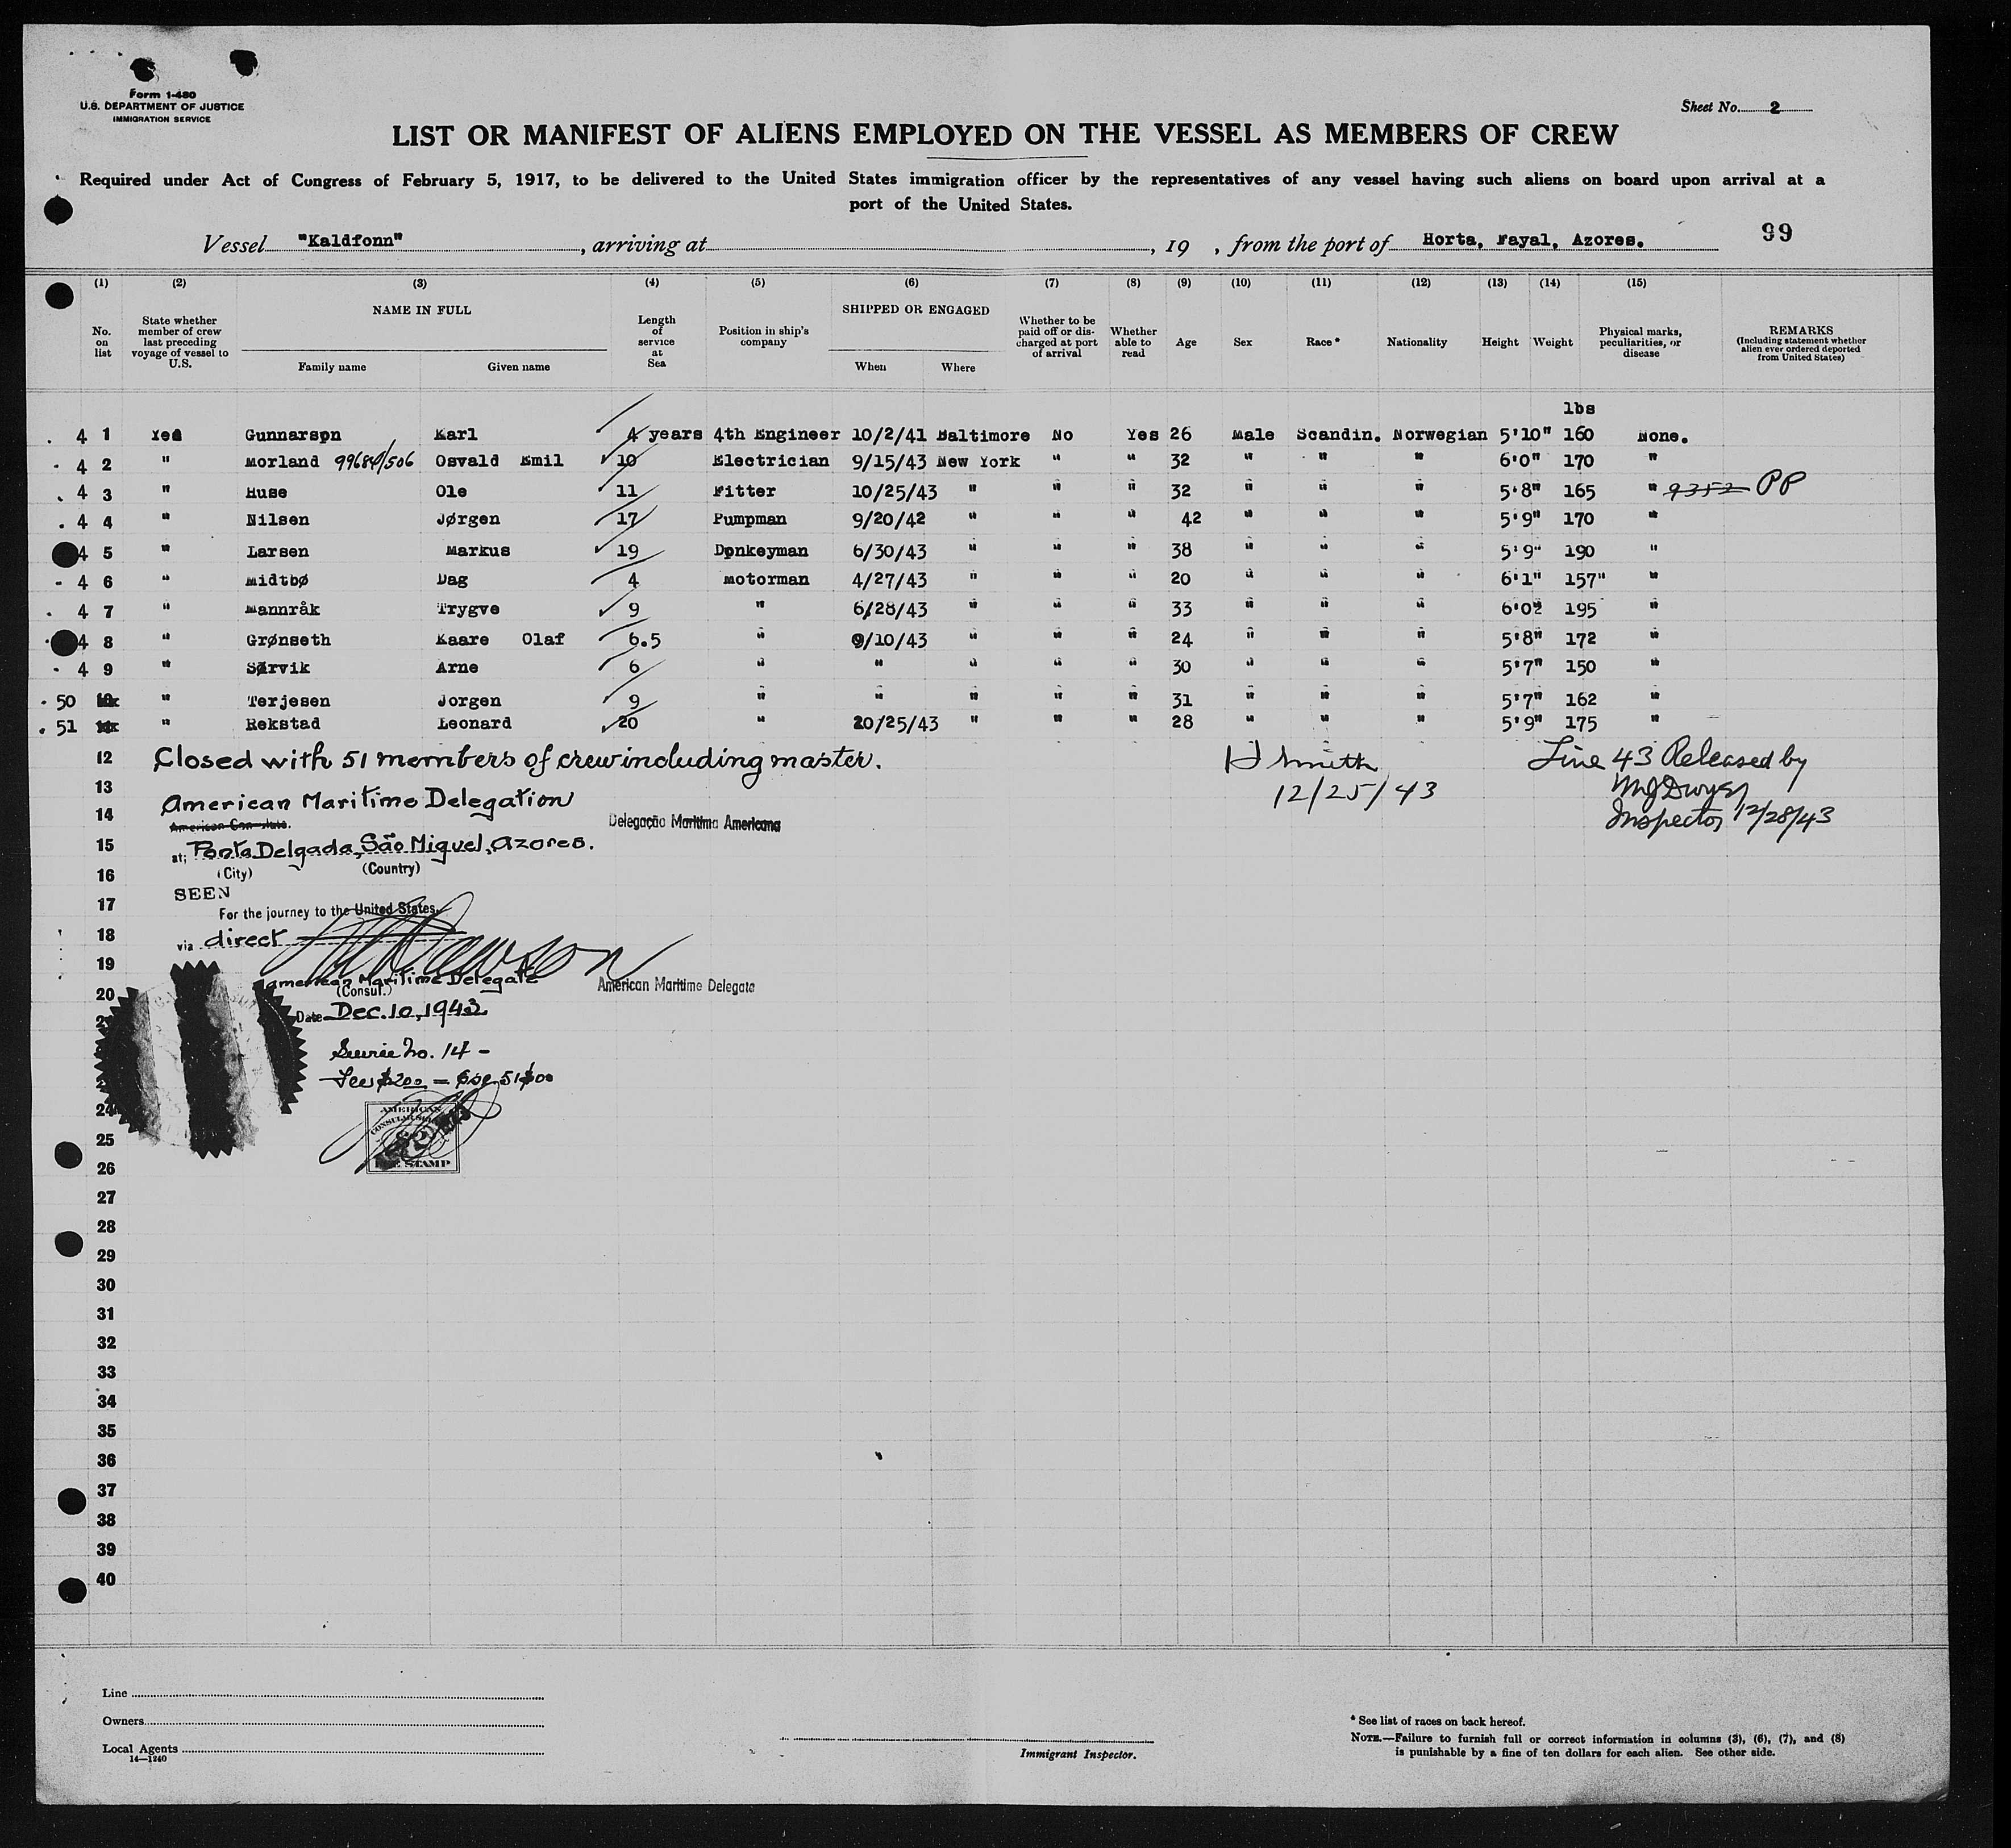 Form I-480
U.S. DEPARTMENT OF JUSTICE
IMMIGRATION SERVICE
Sheet No. 2
LIST OR MANIFEST OF ALIENS EMPLOYED ON THE VESSEL AS MEMBERS OF CREW
Required under Act of Congress of February 5, 1917, to be delivered to the United States immigration officer by the representatives of any vessel having such aliens on board upon arrival at a
port of the United States.
Vessel "Kaldfonn", arriving at , 19 , from the port of Horta, Fayal, Azores. 99
(1) (2) (3) (4) (5) (6) (7) (8) (9) (10) (11) (12) (13) (14) (15)
No. on list
State whether member of crew last preceding voyage of vessel to U.S.
NAME IN FULL
Family name Given name
Length of service at Sea
Position in ship's company
SHIPPED OR ENGAGED
When Where
Whether to be paid off or discharged at port of arrival
Whether able to read
Age Sex Race * Nationality Height Weight
Physical marks, peculiarities, or disease
REMARKS
(Including statement whether alien ever ordered deported from United States)
lbs
4 1 Yes Gunnarson Karl 4 years 4th Engineer 10/2/41 Baltimore No Yes 26 Male Scandin. Norwegian 5'10" 160 None.
4 2 " Morland 99684/506 Osvald Emil 10 Electrician 9/15/43 New York " " 32 " " " 6'0" 170 "
4 3 " Huse Ole 11 Fitter 10/25/43 " " " 32 " " " 5'8" 165 " 9352 PP
4 4 " Nilsen Jørgen 17 Pumpman 9/20/42 " " " 42 " " " 5'9" 170 "
4 5 " Larsen Markus 19 Donkeyman 6/30/43 " " " 38 " " " 5'9" 190 "
4 6 " Midtbø Dag 4 Motorman 4/27/43 " " " 20 " " " 6'1" 157" "
4 7 " Mannråk Trygve 9 " 6/28/43 " " " 33 " " " 6'0" 195 "
4 8 " Grønseth Kaare Olaf 6.5 " 9/10/43 " " " 24 " " " 5'8" 172 "
4 9 " Sørvik Arne 6 " " " " " 30 " " " 5'7" 150 "
50 " Terjesen Jorgen 9 " " " " " 31 " " " 5'7" 162 "
51 " Rekstad Leonard 20 " 10/25/43 " " " 28 " " " 5'9" 175 "
12 Closed with 51 members of crew including master. H Smith Line 43 Released by
13 12/25/43 MJ Dwyer
American Maritime Delegation
14 American Consulate. Delegação Maritima Americana Inspector 12/28/43
15 at; Ponta Delgada, São Miguel, Azores.
16 (City) (Country)
SEEN
17 For the journey to the United States.
18 via direct
19
American Maritime Delegate
20 (Consul.) American Maritime Delegate
Date Dec. 10, 1943
Service No. 14 -
Fee $2.00 = Esc. 51$00
24 AMERICAN
CONSULAR SERVICE
25
26 FEE STAMP
27
28
29
30
31
32
33
34
35
36
37
38
39
40
Line
Owners
Local Agents
14—1240
Immigrant Inspector.
* See list of races on back hereof.
NOTE.—Failure to furnish full or correct information in columns (3), (6), (7), and (8)
is punishable by a fine of ten dollars for each alien. See other side.